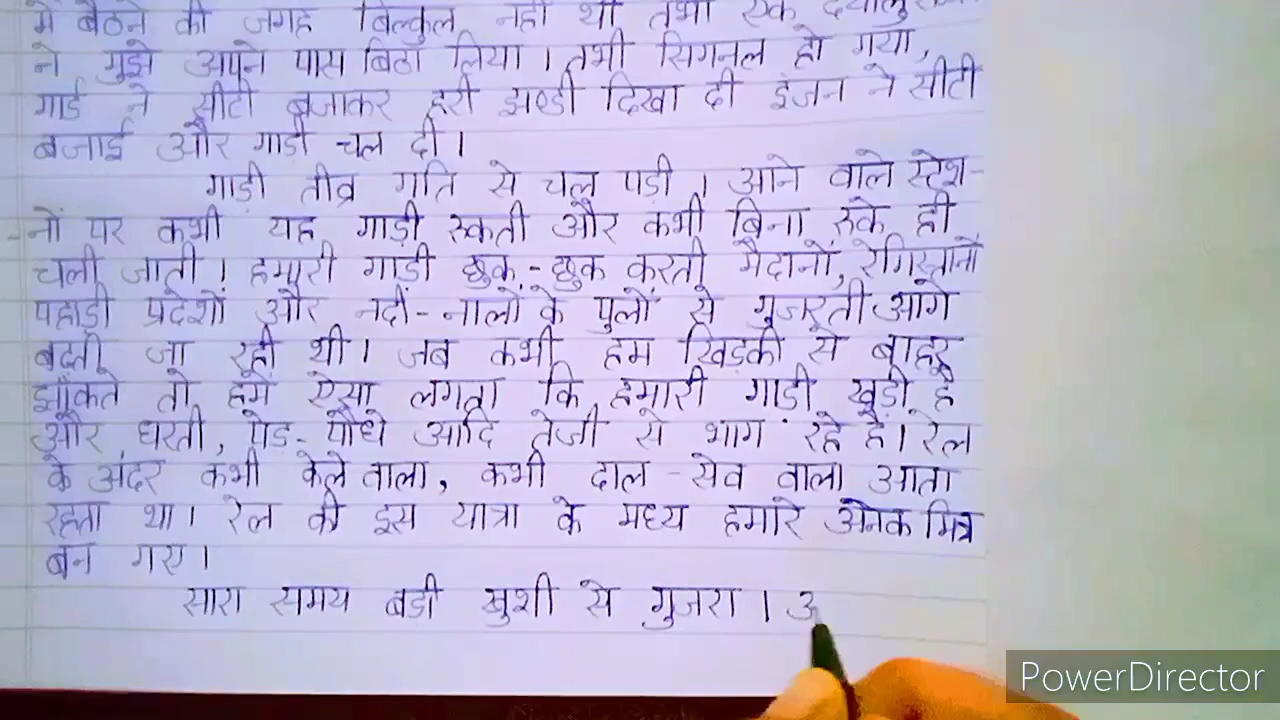 में बैठने की जगह बिल्कुल नहीं थी तभी एक दयालु
ने मुझे अपने पास बिठा लिया। तभी सिगनल हो गया,
गार्ड ने सीटी बजाकर हरी झण्डी दिखा दी इंजन ने सीटी
बजाई और गाडी चल दी।
गाड़ी तीव्र गति से चल पड़ी । आने वाले स्टेश-
नों पर कभी यह गाड़ी रुकती और कभी बिना रुके ही
चली जाती। हमारी गाड़ी छुक-छुक करती मैदानों, रेगिस्तानों
पहाड़ी प्रदेशों और नदी-नालों के पुलों से गुजरती आगे
बढती जा रही थी। जब कभी हम खिड़की से बाहर
झाँकते तो हमें ऐसा लगता कि हमारी गाडी खड़ी है
और धरती, पेड-पौधे आदि तेजी से भाग रहे हैं। रेल
के अंदर कभी केले वाला, कभी दाल-सेव वाला आता
रहता था। रेल की इस यात्रा के मध्य हमारे अनेक मित्र
बन गए।
सारा समय बडी खुशी से गुजरा।
PowerDirector